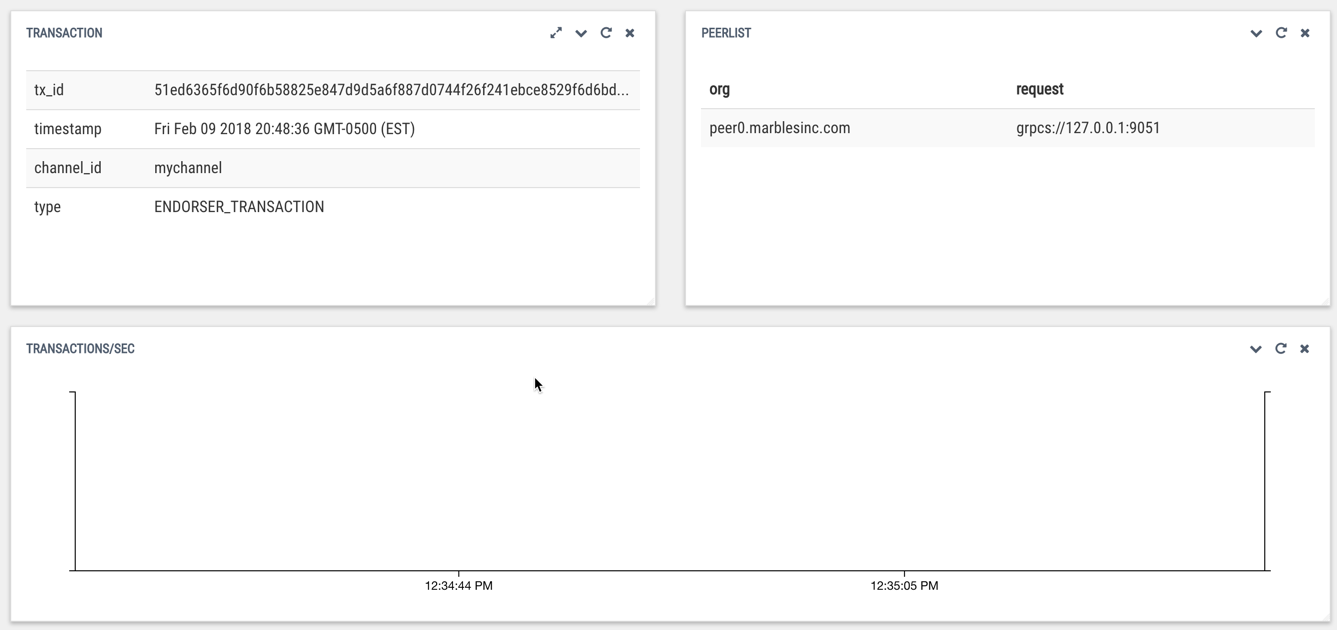 TRANSACTION
tx_id 51ed6365f6d90f6b58825e847d9d5a6f887d0744f26f241ebce8529f6d6bd...
timestamp Fri Feb 09 2018 20:48:36 GMT-0500 (EST)
channel_id mychannel
type ENDORSER_TRANSACTION
PEERLIST
org request
peer0.marblesinc.com grpcs://127.0.0.1:9051
TRANSACTIONS/SEC
12:34:44 PM 12:35:05 PM